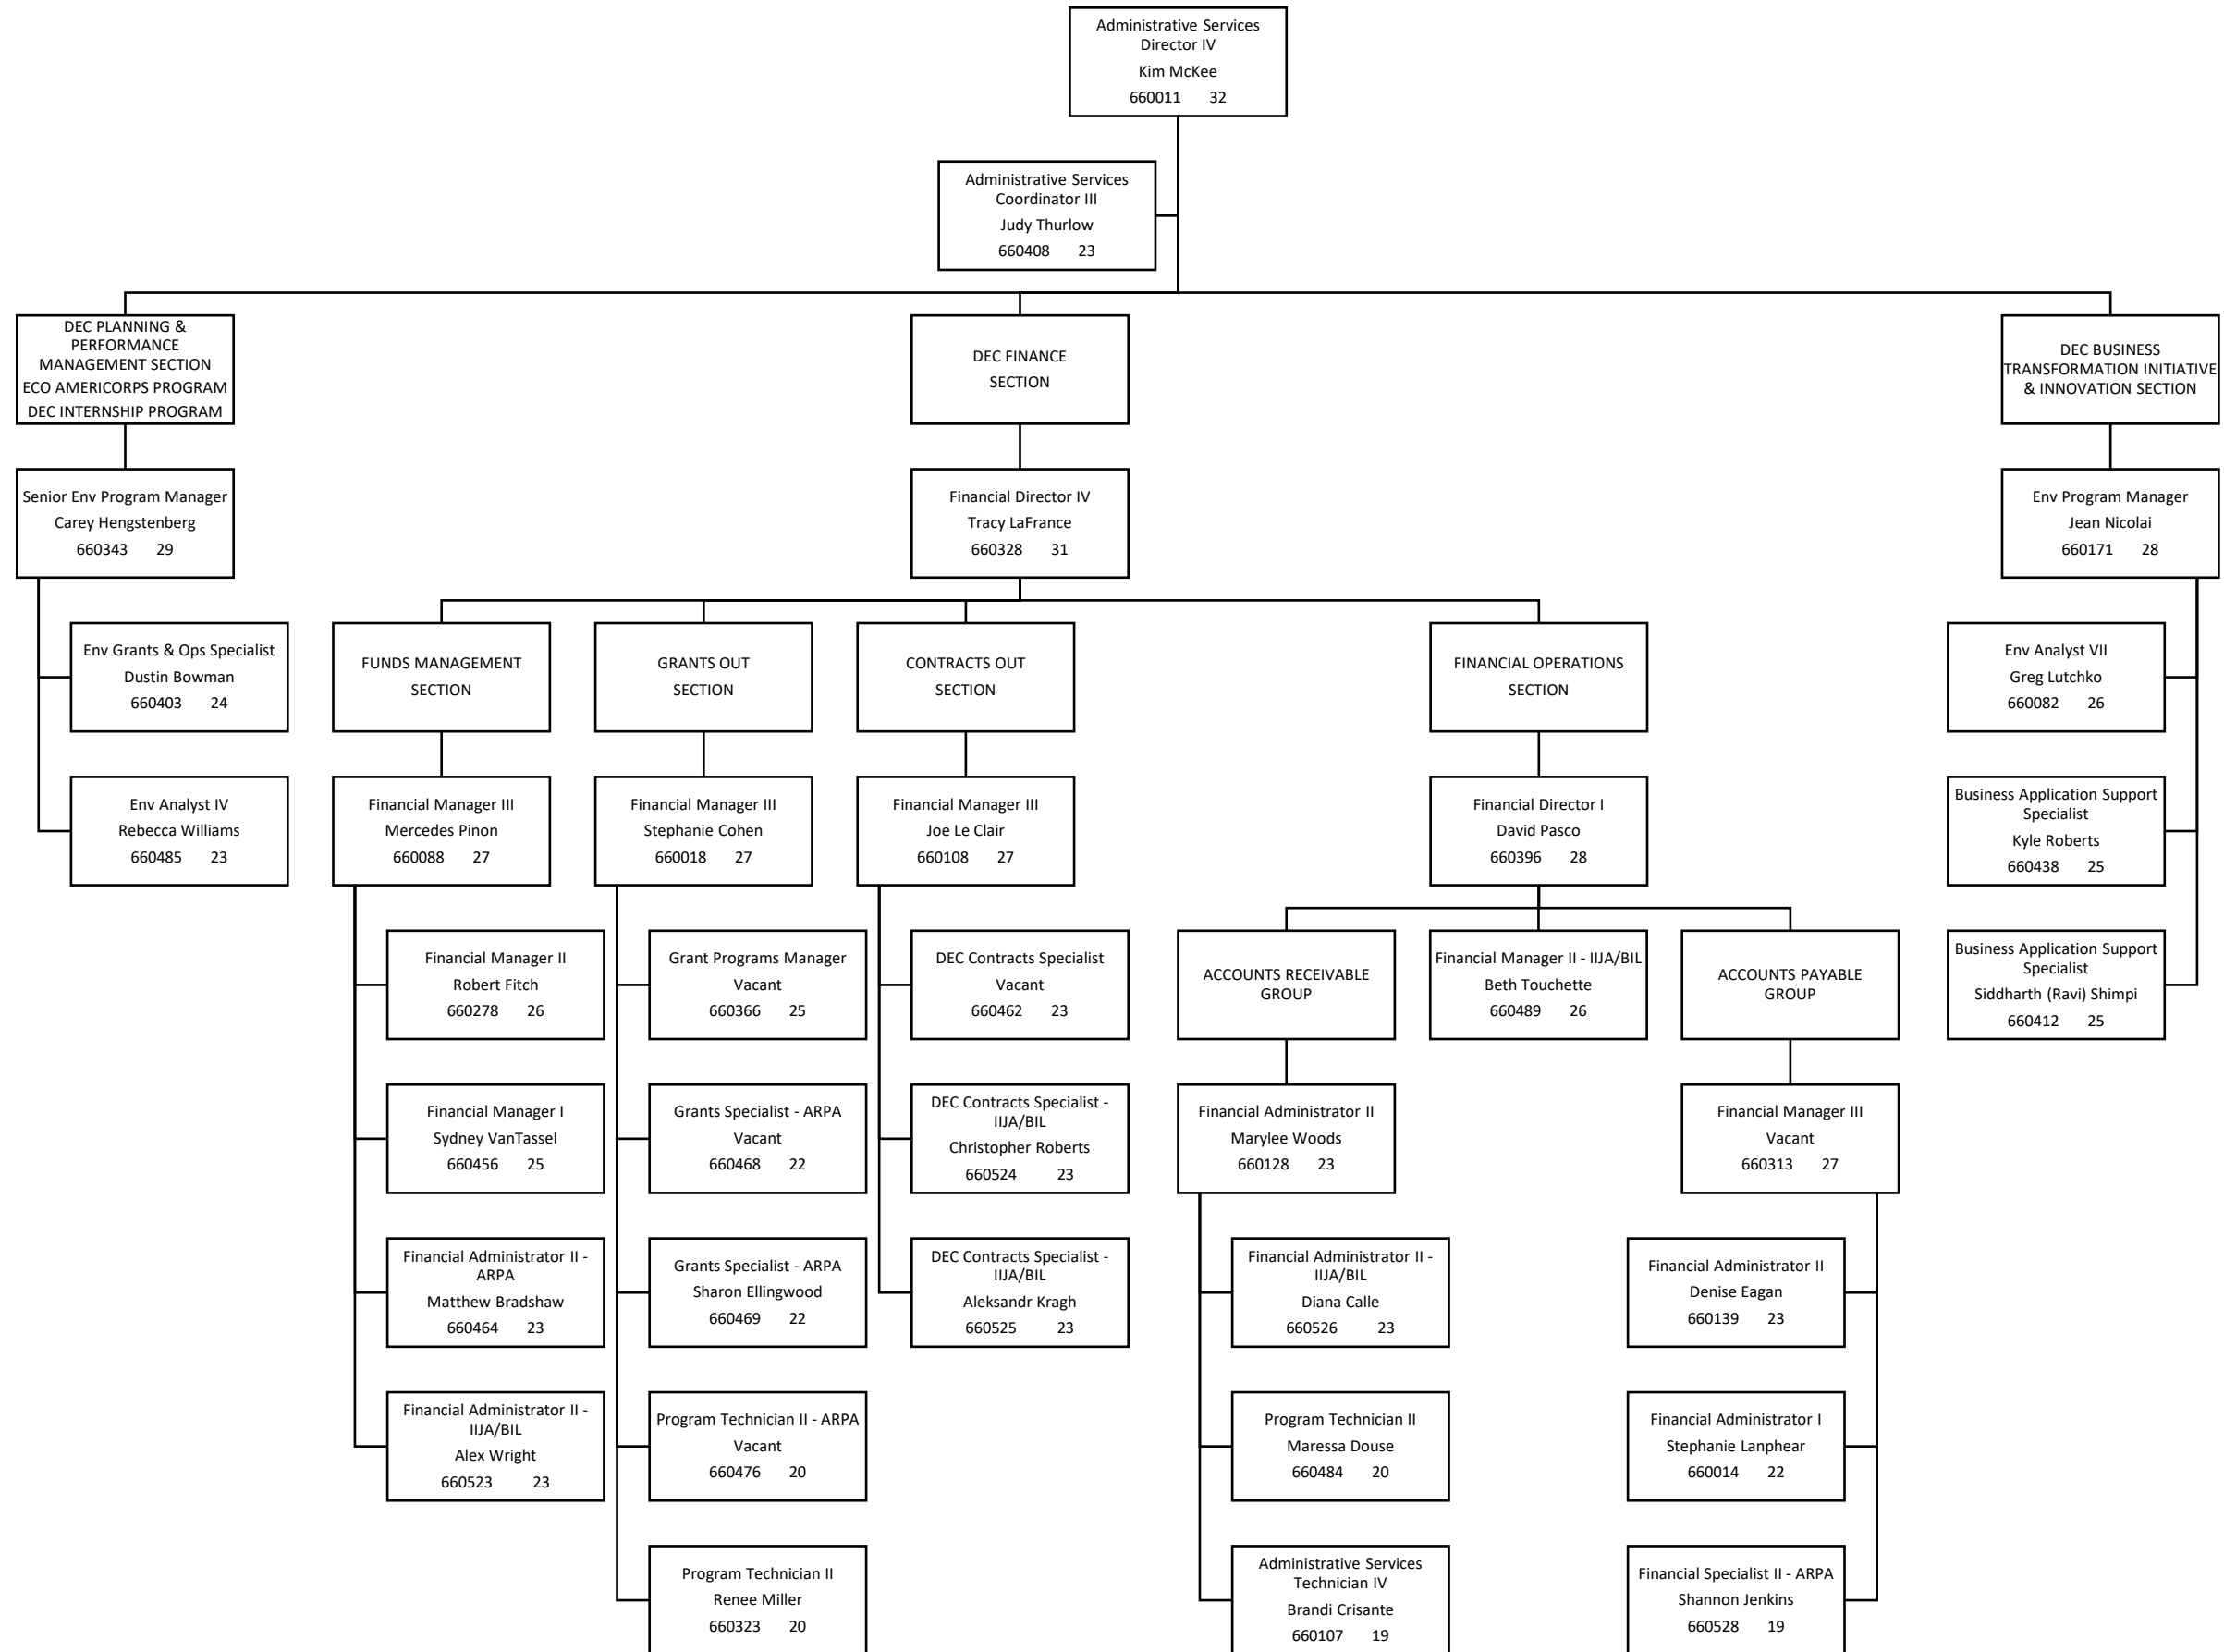 Administrative Services
Director IV
Kim McKee
660011 32
Administrative Services
Coordinator III
Judy Thurlow
660408 23
DEC PLANNING &
PERFORMANCE
MANAGEMENT SECTION
ECO AMERICORPS PROGRAM
DEC INTERNSHIP PROGRAM
DEC FINANCE
SECTION
DEC BUSINESS
TRANSFORMATION INITIATIVE
& INNOVATION SECTION
Senior Env Program Manager
Carey Hengstenberg
660343 29
Financial Director IV
Tracy LaFrance
660328 31
Env Program Manager
Jean Nicolai
660171 28
Env Grants & Ops Specialist
Dustin Bowman
660403 24
FUNDS MANAGEMENT
SECTION
GRANTS OUT
SECTION
CONTRACTS OUT
SECTION
FINANCIAL OPERATIONS
SECTION
Env Analyst VII
Greg Lutchko
660082 26
Env Analyst IV
Rebecca Williams
660485 23
Financial Manager III
Mercedes Pinon
660088 27
Financial Manager III
Stephanie Cohen
660018 27
Financial Manager III
Joe Le Clair
660108 27
Financial Director I
David Pasco
660396 28
Business Application Support
Specialist
Kyle Roberts
660438 25
Financial Manager II
Robert Fitch
660278 26
Grant Programs Manager
Vacant
660366 25
DEC Contracts Specialist
Vacant
660462 23
ACCOUNTS RECEIVABLE
GROUP
Financial Manager II - IIJA/BIL
Beth Touchette
660489 26
ACCOUNTS PAYABLE
GROUP
Business Application Support
Specialist
Siddharth (Ravi) Shimpi
660412 25
Financial Manager I
Sydney VanTassel
660456 25
Grants Specialist - ARPA
Vacant
660468 22
DEC Contracts Specialist -
IIJA/BIL
Christopher Roberts
660524 23
Financial Administrator II
Marylee Woods
660128 23
Financial Manager III
Vacant
660313 27
Financial Administrator II -
ARPA
Matthew Bradshaw
660464 23
Grants Specialist - ARPA
Sharon Ellingwood
660469 22
DEC Contracts Specialist -
IIJA/BIL
Aleksandr Kragh
660525 23
Financial Administrator II -
IIJA/BIL
Diana Calle
660526 23
Financial Administrator II
Denise Eagan
660139 23
Financial Administrator II -
IIJA/BIL
Alex Wright
660523 23
Program Technician II - ARPA
Vacant
660476 20
Program Technician II
Maressa Douse
660484 20
Financial Administrator I
Stephanie Lanphear
660014 22
Program Technician II
Renee Miller
660323 20
Administrative Services
Technician IV
Brandi Crisante
660107 19
Financial Specialist II - ARPA
Shannon Jenkins
660528 19